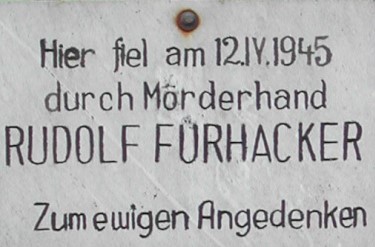 Hier fiel am 12.IV.1945
durch Mörderhand
RUDOLF FÜRHACKER
Zum ewigen Angedenken